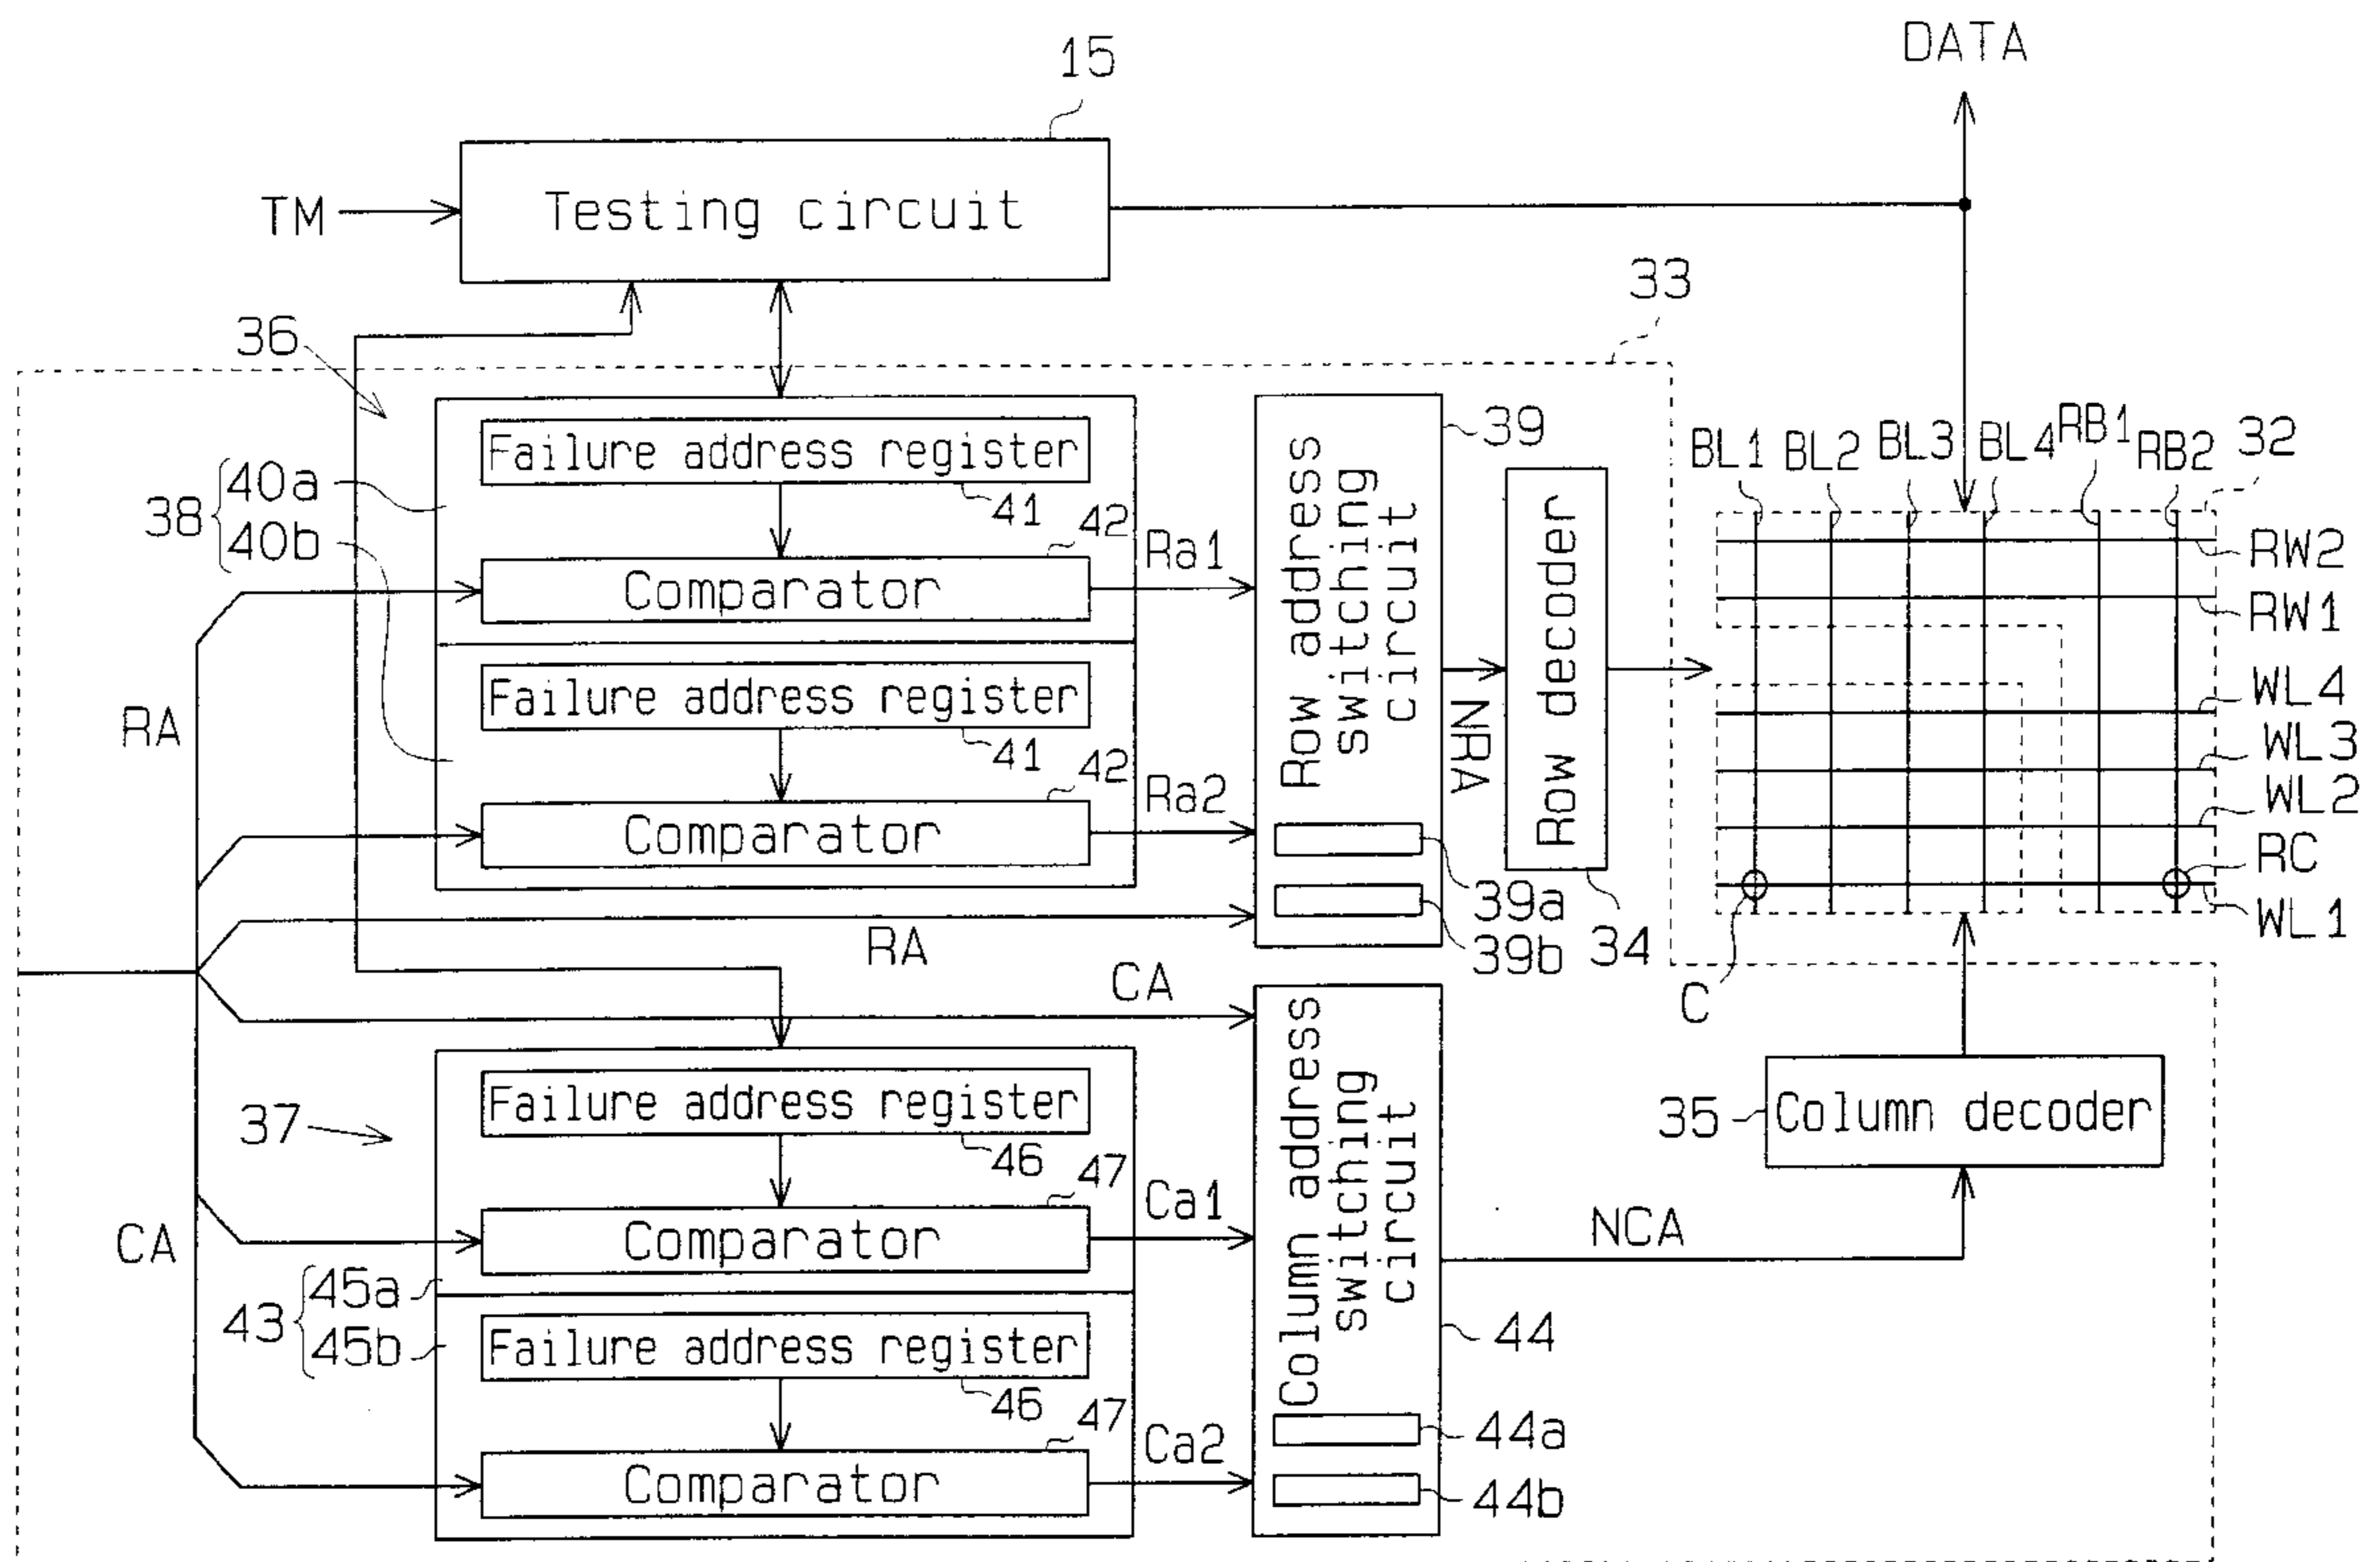 DATA
15
TM
Testing circuit
33
36
Failure address register
39
38
40a
40b
41
42
Comparator
Ra1
Row address
switching
circuit
Row decoder
BL1
BL2
BL3
BL4
RB1
RB2
32
RW2
RW1
RA
Failure address register
41
42
Comparator
Ra2
NRA
WL4
WL3
WL2
RC
WL1
39a
39b
34
RA
CA
C
37
Failure address register
46
47
Comparator
Ca1
Column address
switching
circuit
35
Column decoder
CA
NCA
43
45a
45b
Failure address register
46
47
Comparator
Ca2
44
44a
44b